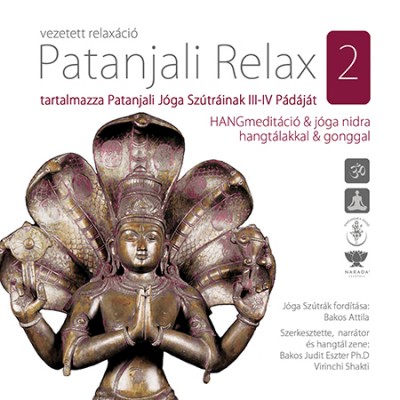 vezetett relaxáció
Patanjali Relax 2
tartalmazza Patanjali Jóga Szútráinak III-IV Pádáját
HANGmeditáció & jóga nidra
hangtálakkal & gonggal
NARADA
Jóga Szútrák fordítása:
Bakos Attila
Szerkesztette, narrátor
és hangtál zene:
Bakos Judit Eszter Ph.D
Virinchi Shakti